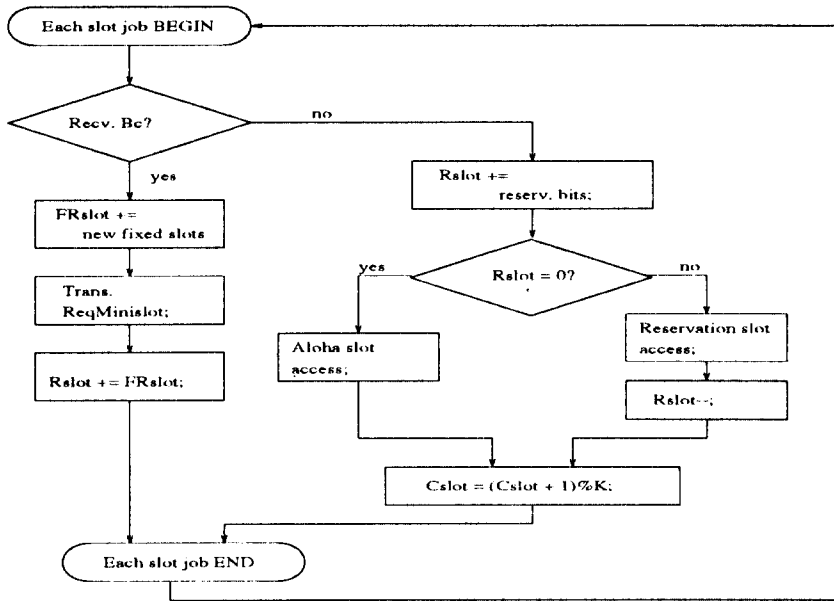 Each slot job BEGIN
Recv. Bc?
no
yes
FRslot +=
new fixed slots
Trans.
ReqMinislot;
Rslot += FRslot;
Rslot +=
reserv. bits;
Rslot = 0?
yes
no
Aloha slot
access;
Reservation slot
access;
Rslot--;
Cslot = (Cslot + 1)%K;
Each slot job END